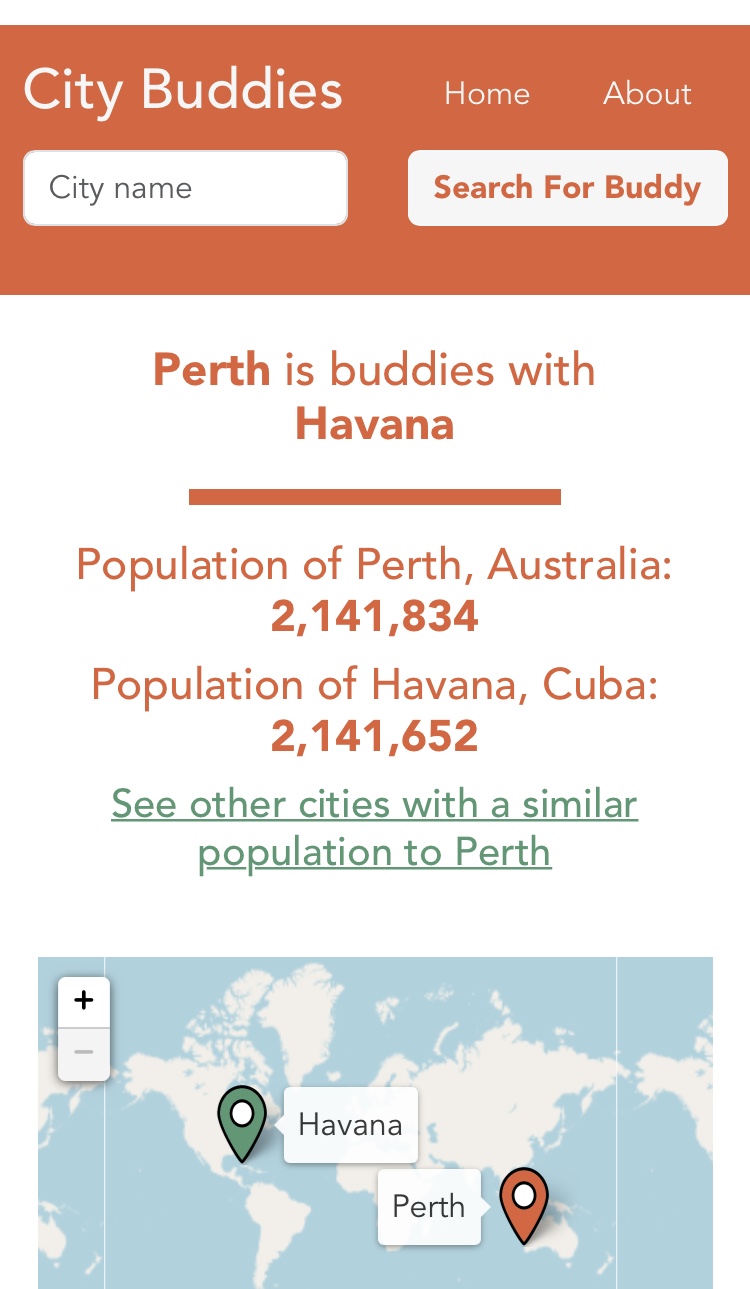 City Buddies
Home
About
City name
Search For Buddy
Perth is buddies with
Havana
Population of Perth, Australia:
2,141,834
Population of Havana, Cuba:
2,141,652
See other cities with a similar
population to Perth
+
−
Havana
Perth